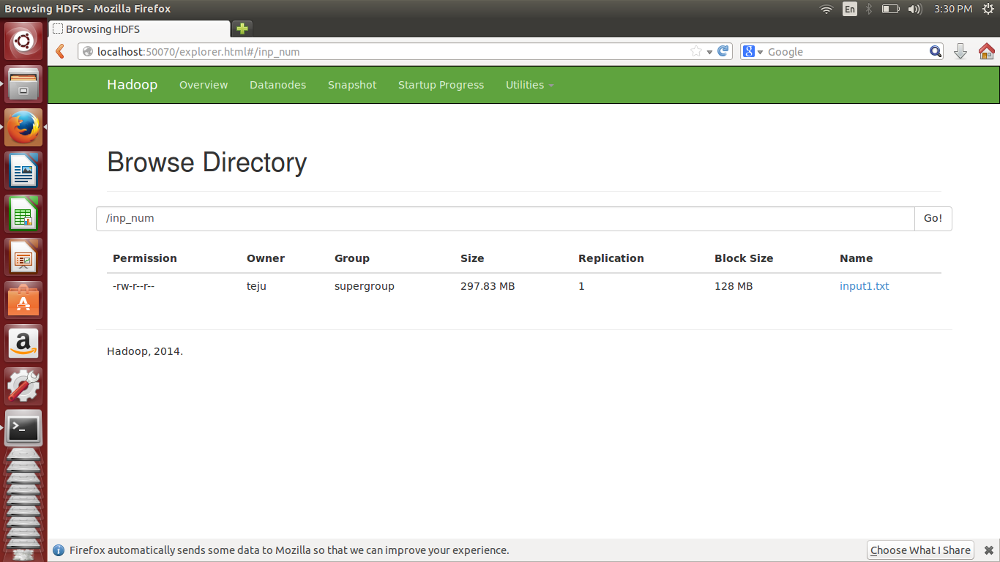 Browsing HDFS - Mozilla Firefox
En
3:30 PM
Browsing HDFS
localhost:50070/explorer.html#/inp_num
8
Google
Hadoop Overview Datanodes Snapshot Startup Progress Utilities
Browse Directory
/inp_num Go!
Permission Owner Group Size Replication Block Size Name
-rw-r--r-- teju supergroup 297.83 MB 1 128 MB input1.txt
Hadoop, 2014.
A
a
>_
Firefox automatically sends some data to Mozilla so that we can improve your experience. Choose What I Share